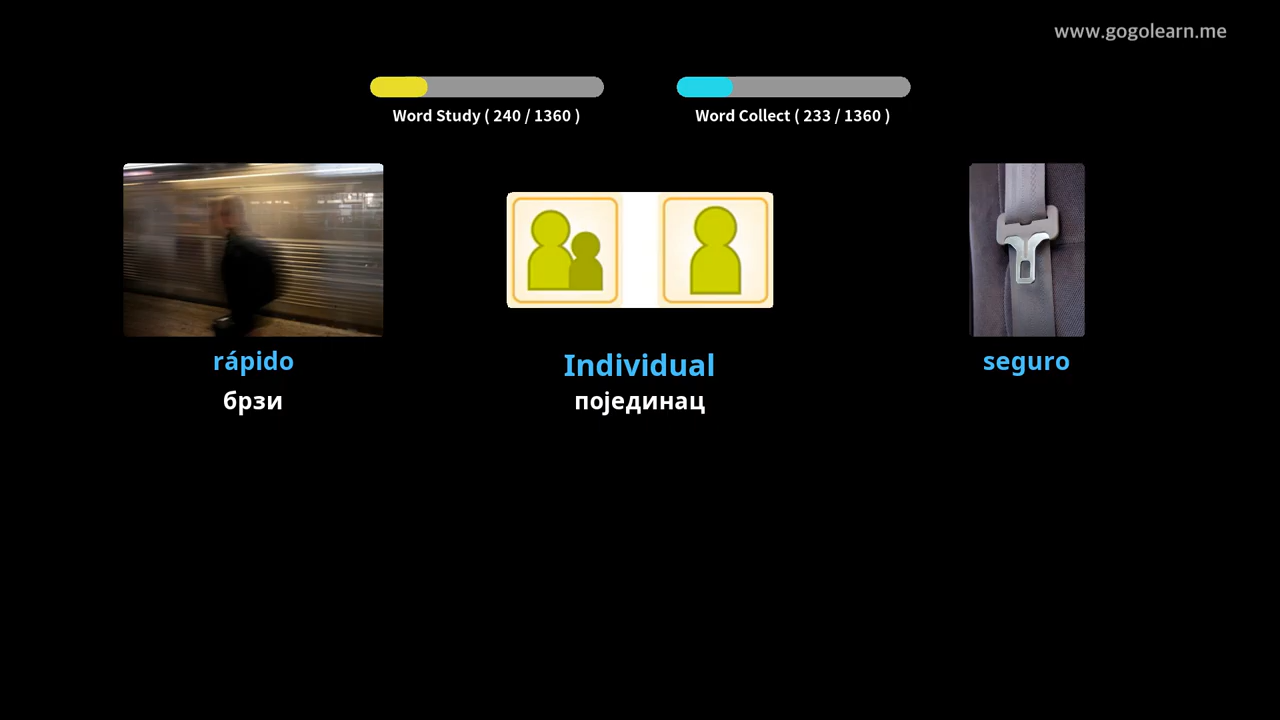 www.gogolearn.me
Word Study ( 240 / 1360 )
Word Collect ( 233 / 1360 )
rápido
Individual
seguro
брзи
појединац